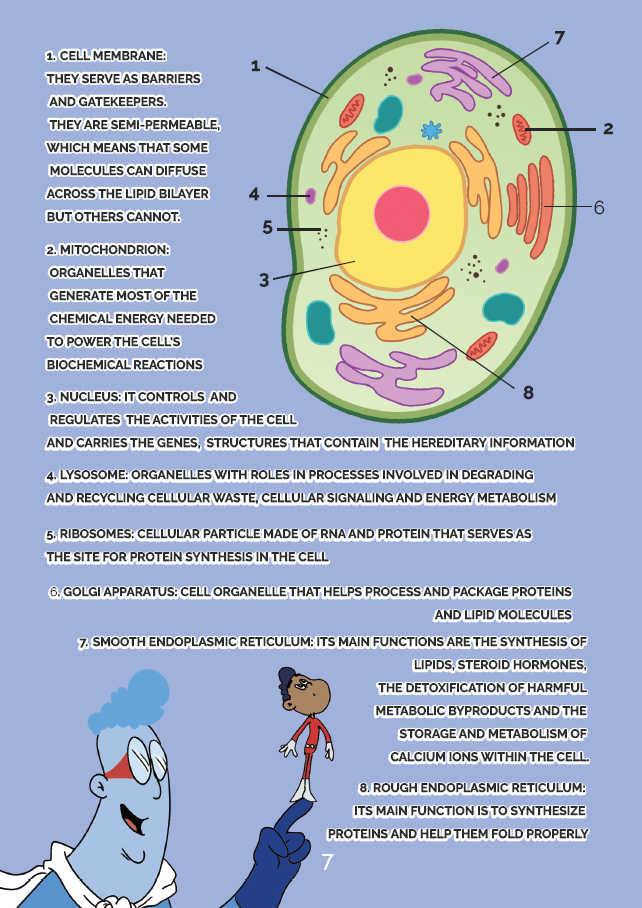 1. CELL MEMBRANE:
THEY SERVE AS BARRIERS
AND GATEKEEPERS.
THEY ARE SEMI-PERMEABLE,
WHICH MEANS THAT SOME
MOLECULES CAN DIFFUSE
ACROSS THE LIPID BILAYER
BUT OTHERS CANNOT.
2. MITOCHONDRION:
ORGANELLES THAT
GENERATE MOST OF THE
CHEMICAL ENERGY NEEDED
TO POWER THE CELL'S
BIOCHEMICAL REACTIONS
7
1
2
4
6
5
3
8
3. NUCLEUS: IT CONTROLS AND
REGULATES THE ACTIVITIES OF THE CELL
AND CARRIES THE GENES, STRUCTURES THAT CONTAIN THE HEREDITARY INFORMATION
4. LYSOSOME: ORGANELLES WITH ROLES IN PROCESSES INVOLVED IN DEGRADING
AND RECYCLING CELLULAR WASTE, CELLULAR SIGNALING AND ENERGY METABOLISM
5. RIBOSOMES: CELLULAR PARTICLE MADE OF RNA AND PROTEIN THAT SERVES AS
THE SITE FOR PROTEIN SYNTHESIS IN THE CELL
6. GOLGI APPARATUS: CELL ORGANELLE THAT HELPS PROCESS AND PACKAGE PROTEINS
AND LIPID MOLECULES
7. SMOOTH ENDOPLASMIC RETICULUM: ITS MAIN FUNCTIONS ARE THE SYNTHESIS OF
LIPIDS, STEROID HORMONES,
THE DETOXIFICATION OF HARMFUL
METABOLIC BYPRODUCTS AND THE
STORAGE AND METABOLISM OF
CALCIUM IONS WITHIN THE CELL.
8. ROUGH ENDOPLASMIC RETICULUM:
ITS MAIN FUNCTION IS TO SYNTHESIZE
PROTEINS AND HELP THEM FOLD PROPERLY
7